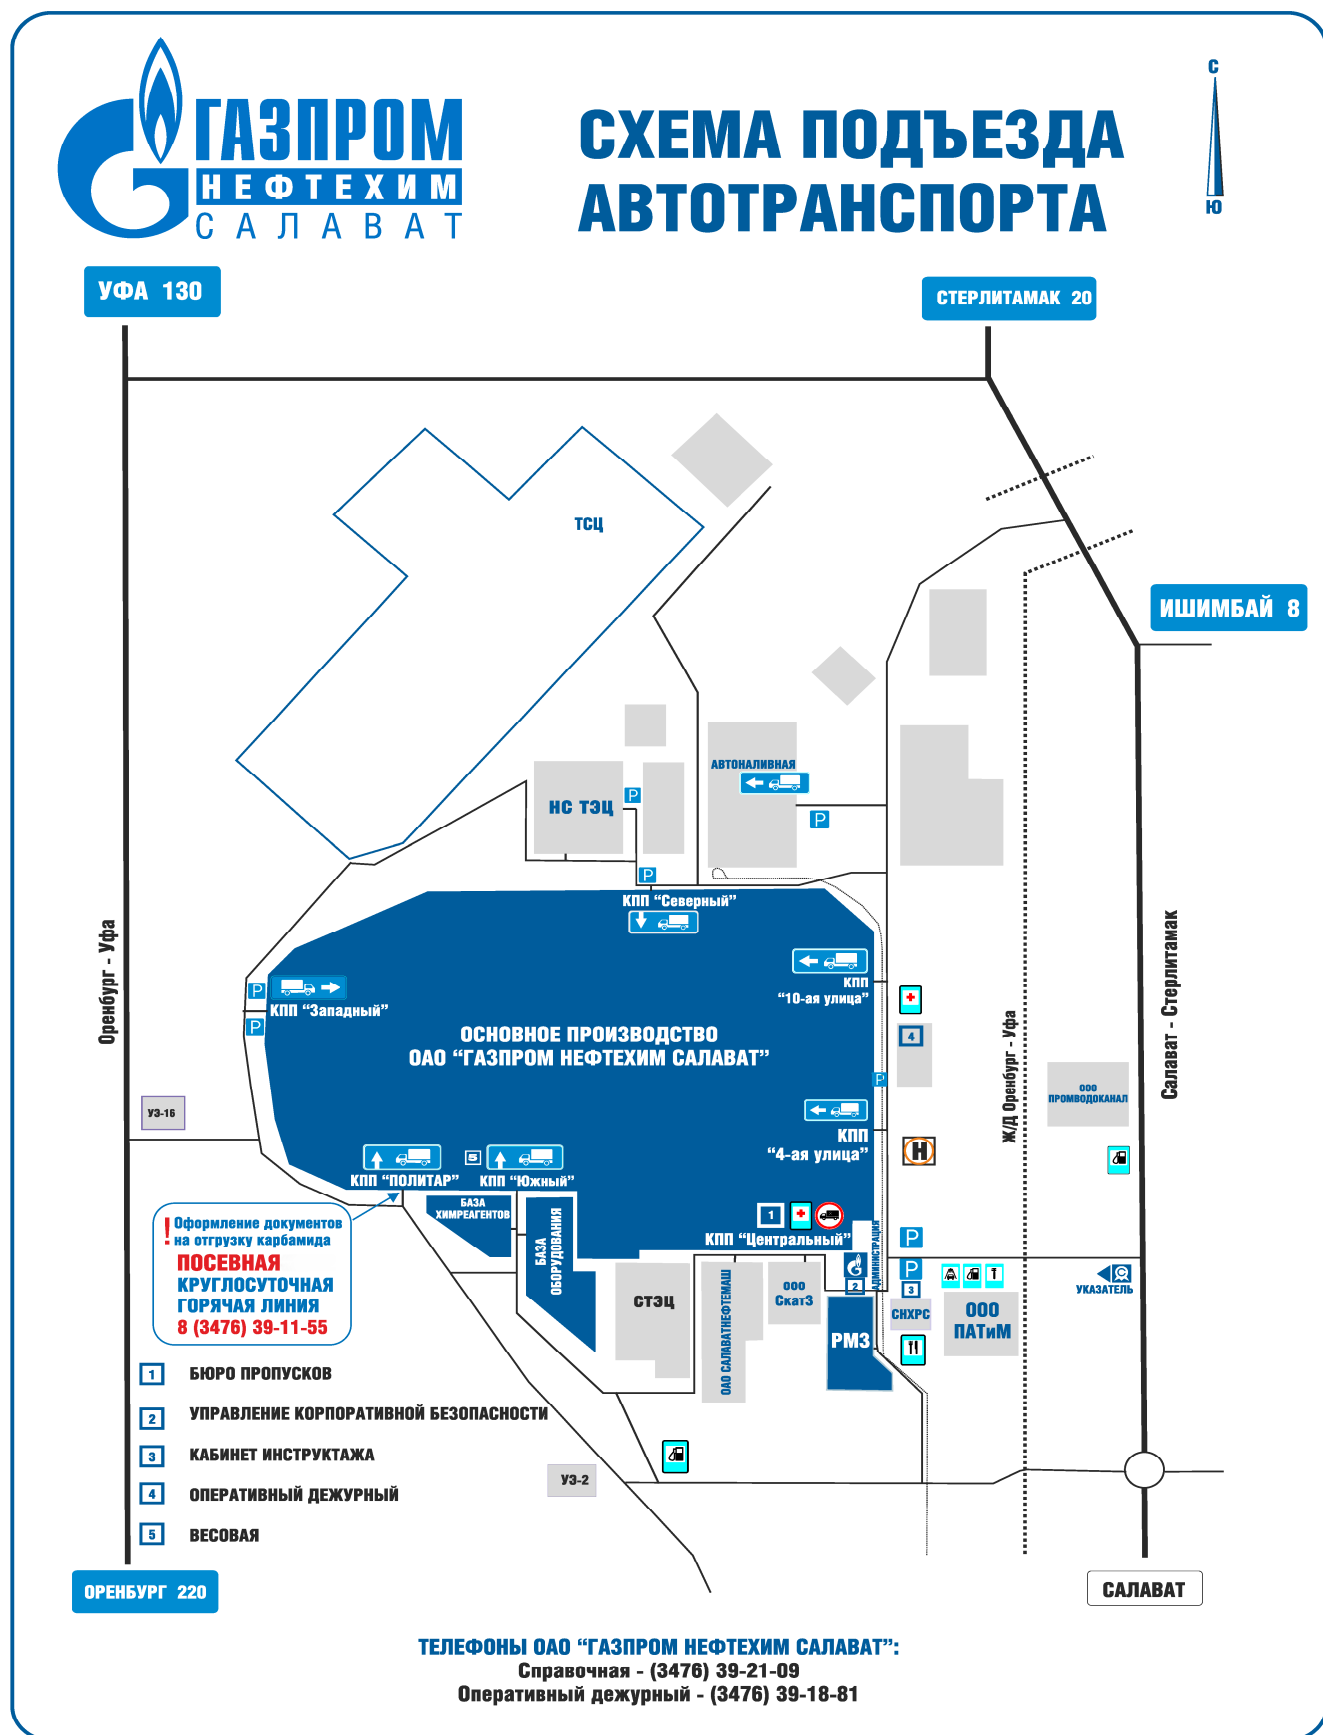 ГАЗПРОМ
НЕФТЕХИМ
САЛАВАТ
СХЕМА ПОДЪЕЗДА
АВТОТРАНСПОРТА
С
Ю
УФА 130
СТЕРЛИТАМАК 20
ТСЦ
ИШИМБАЙ 8
АВТОНАЛИВНАЯ
НС ТЭЦ
P
P
P
КПП “Северный”
Оренбург - Уфа
Салават - Стерлитамак
КПП
“10-ая улица”
P
КПП “Западный”
P
ОСНОВНОЕ ПРОИЗВОДСТВО
ОАО “ГАЗПРОМ НЕФТЕХИМ САЛАВАТ”
4
Ж/Д Оренбург - Уфа
P
ООО
ПРОМВОДОКАНАЛ
УЭ-16
КПП
“4-ая улица”
H
5
КПП “ПОЛИТАР”
КПП “Южный”
БАЗА
ХИМРЕАГЕНТОВ
БАЗА
ОБОРУДОВАНИЯ
1
КПП “Центральный”
АДМИНИСТРАЦИЯ
P
P
! Оформление документов
на отгрузку карбамида
ПОСЕВНАЯ
КРУГЛОСУТОЧНАЯ
ГОРЯЧАЯ ЛИНИЯ
8 (3476) 39-11-55
2
3
УКАЗАТЕЛЬ
СТЭЦ
ОАО САЛАВАТНЕФТЕМАШ
ООО
СкатЗ
РМЗ
СНХРС
ООО
ПАТиМ
1 БЮРО ПРОПУСКОВ
2 УПРАВЛЕНИЕ КОРПОРАТИВНОЙ БЕЗОПАСНОСТИ
3 КАБИНЕТ ИНСТРУКТАЖА
4 ОПЕРАТИВНЫЙ ДЕЖУРНЫЙ
5 ВЕСОВАЯ
УЭ-2
ОРЕНБУРГ 220
САЛАВАТ
ТЕЛЕФОНЫ ОАО “ГАЗПРОМ НЕФТЕХИМ САЛАВАТ”:
Справочная - (3476) 39-21-09
Оперативный дежурный - (3476) 39-18-81